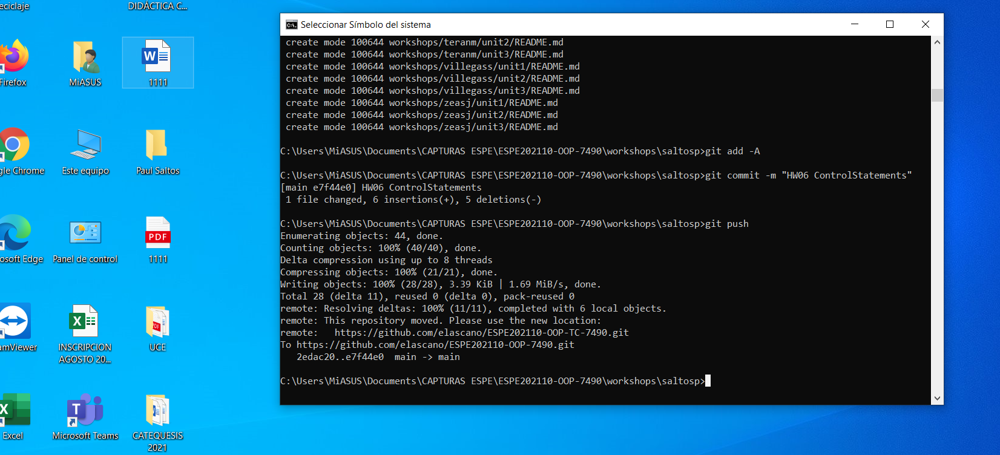 eciclaje
DIDÁCTICA C...
Firefox
MiASUS
W
1111
gle Chrome
Este equipo
Paul Saltos
osoft Edge
Panel de control
PDF
1111
amViewer
X
INSCRIPCION
AGOSTO 20...
PDF
UCE
X
Excel
T
Microsoft Teams
W
CATEQUESIS
2021
C:\.
Seleccionar Símbolo del sistema
create mode 100644 workshops/teranm/unit2/README.md
create mode 100644 workshops/teranm/unit3/README.md
create mode 100644 workshops/villegass/unit1/README.md
create mode 100644 workshops/villegass/unit2/README.md
create mode 100644 workshops/villegass/unit3/README.md
create mode 100644 workshops/zeasj/unit1/README.md
create mode 100644 workshops/zeasj/unit2/README.md
create mode 100644 workshops/zeasj/unit3/README.md
C:\Users\MiASUS\Documents\CAPTURAS ESPE\ESPE202110-OOP-7490\workshops\saltosp>git add -A
C:\Users\MiASUS\Documents\CAPTURAS ESPE\ESPE202110-OOP-7490\workshops\saltosp>git commit -m "HW06 ControlStatements"
[main e7f44e0] HW06 ControlStatements
1 file changed, 6 insertions(+), 5 deletions(-)
C:\Users\MiASUS\Documents\CAPTURAS ESPE\ESPE202110-OOP-7490\workshops\saltosp>git push
Enumerating objects: 44, done.
Counting objects: 100% (40/40), done.
Delta compression using up to 8 threads
Compressing objects: 100% (21/21), done.
Writing objects: 100% (28/28), 3.39 KiB | 1.69 MiB/s, done.
Total 28 (delta 11), reused 0 (delta 0), pack-reused 0
remote: Resolving deltas: 100% (11/11), completed with 6 local objects.
remote: This repository moved. Please use the new location:
remote:   https://github.com/elascano/ESPE202110-OOP-TC-7490.git
To https://github.com/elascano/ESPE202110-OOP-7490.git
2edac20..e7f44e0  main -> main
C:\Users\MiASUS\Documents\CAPTURAS ESPE\ESPE202110-OOP-7490\workshops\saltosp>